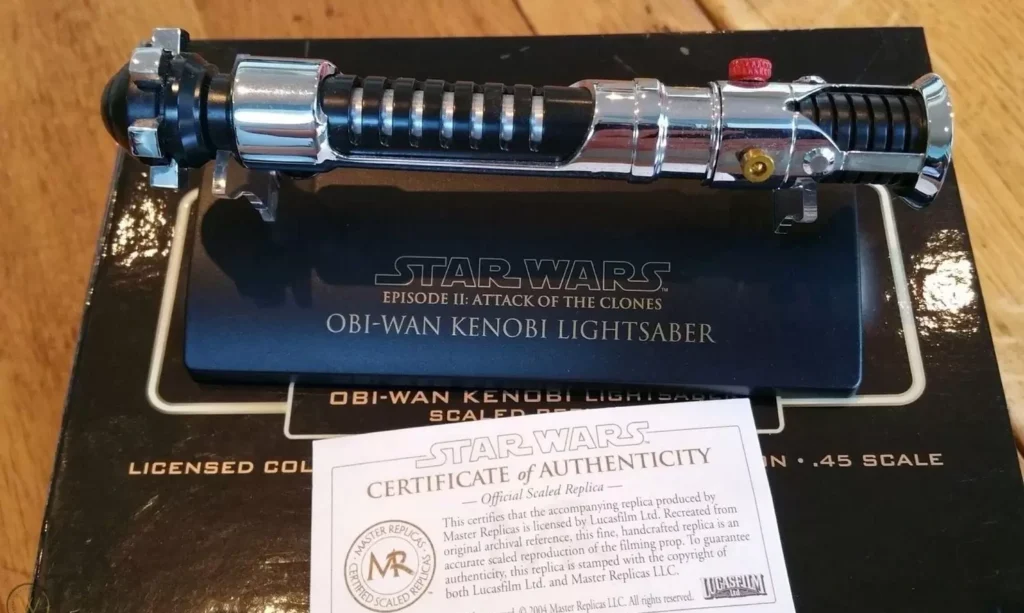 STAR WARS
EPISODE II: ATTACK OF THE CLONES
OBI-WAN KENOBI LIGHTSABER
OBI-WAN KENOBI LIGHTSABER
SCALED
LICENSED COL
.45 SCALE
STAR WARS
CERTIFICATE of AUTHENTICITY
— Official Scaled Replica —
This certifies that the accompanying replica produced by
Master Replicas is licensed by Lucasfilm Ltd. Recreated from
original archival reference, this fine, handcrafted replica is an
accurate scaled reproduction of the filming prop. To guarantee
authenticity, this replica is stamped with the copyright of
both Lucasfilm Ltd. and Master Replicas LLC.
MASTER REPLICAS
MR
CERTIFIED SCALED REPLICAS
LUCASFILM
Ltd
© 2004 Master Replicas LLC. All rights reserved.